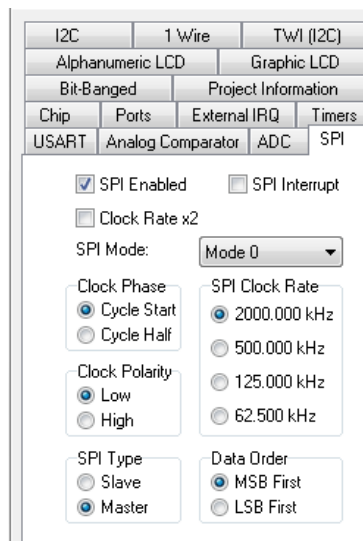 I2C 1 Wire TWI (I2C)
Alphanumeric LCD Graphic LCD
Bit-Banged Project Information
Chip Ports External IRQ Timers
USART Analog Comparator ADC SPI
SPI Enabled SPI Interrupt
Clock Rate x2
SPI Mode: Mode 0
Clock Phase SPI Clock Rate
Cycle Start 2000.000 kHz
Cycle Half 500.000 kHz
Clock Polarity 125.000 kHz
Low 62.500 kHz
High
SPI Type Data Order
Slave MSB First
Master LSB First